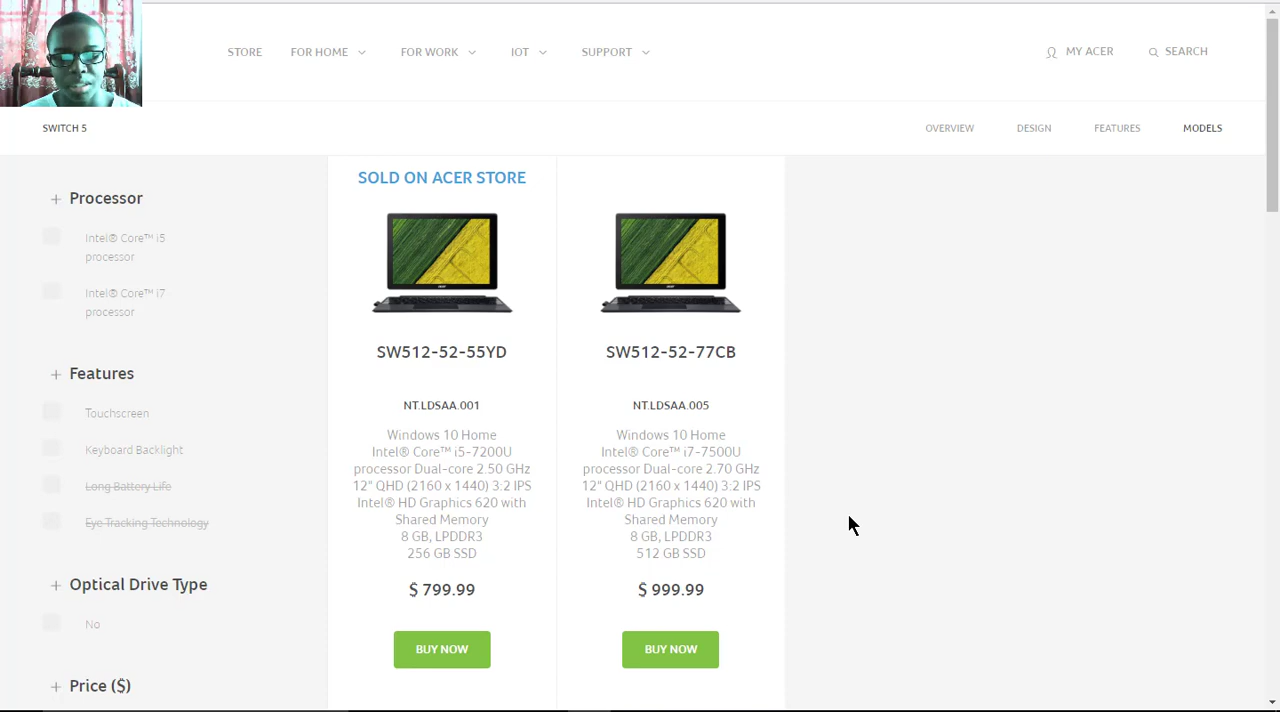 STORE
FOR HOME
FOR WORK
IOT
SUPPORT
MY ACER
SEARCH
SWITCH 5
OVERVIEW
DESIGN
FEATURES
MODELS
+ Processor
Intel® Core™ i5
processor
Intel® Core™ i7
processor
+ Features
Touchscreen
Keyboard Backlight
Long Battery Life
Eye Tracking Technology
+ Optical Drive Type
No
+ Price ($)
SOLD ON ACER STORE
SW512-52-55YD
NT.LDSAA.001
Windows 10 Home
Intel® Core™ i5-7200U
processor Dual-core 2.50 GHz
12" QHD (2160 x 1440) 3:2 IPS
Intel® HD Graphics 620 with
Shared Memory
8 GB, LPDDR3
256 GB SSD
$ 799.99
BUY NOW
SW512-52-77CB
NT.LDSAA.005
Windows 10 Home
Intel® Core™ i7-7500U
processor Dual-core 2.70 GHz
12" QHD (2160 x 1440) 3:2 IPS
Intel® HD Graphics 620 with
Shared Memory
8 GB, LPDDR3
512 GB SSD
$ 999.99
BUY NOW